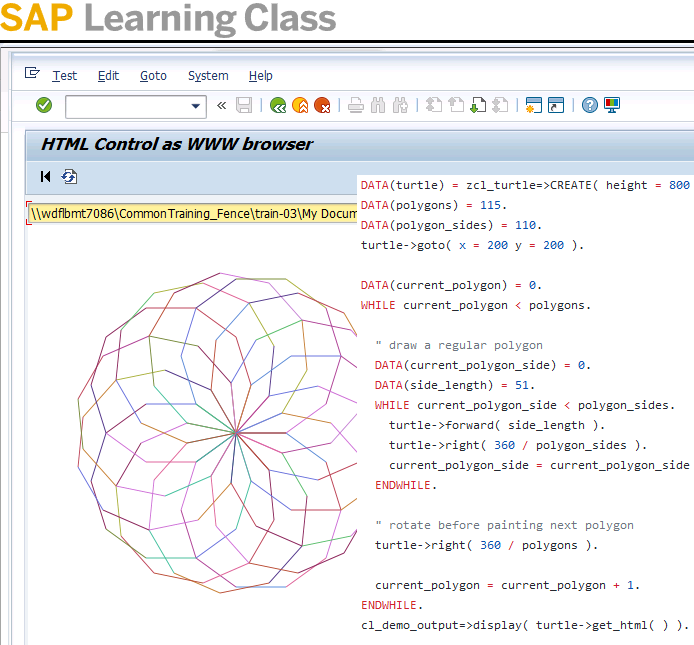 SAP Learning Class
Test Edit Goto System Help
HTML Control as WWW browser
\\wdflbmt7086\CommonTraining_Fence\train-03\My Docum
DATA(turtle) = zcl_turtle=>CREATE( height = 800
DATA(polygons) = 115.
DATA(polygon_sides) = 110.
turtle->goto( x = 200 y = 200 ).
DATA(current_polygon) = 0.
WHILE current_polygon < polygons.
" draw a regular polygon
DATA(current_polygon_side) = 0.
DATA(side_length) = 51.
WHILE current_polygon_side < polygon_sides.
turtle->forward( side_length ).
turtle->right( 360 / polygon_sides ).
current_polygon_side = current_polygon_side
ENDWHILE.
" rotate before painting next polygon
turtle->right( 360 / polygons ).
current_polygon = current_polygon + 1.
ENDWHILE.
cl_demo_output=>display( turtle->get_html( ) ).